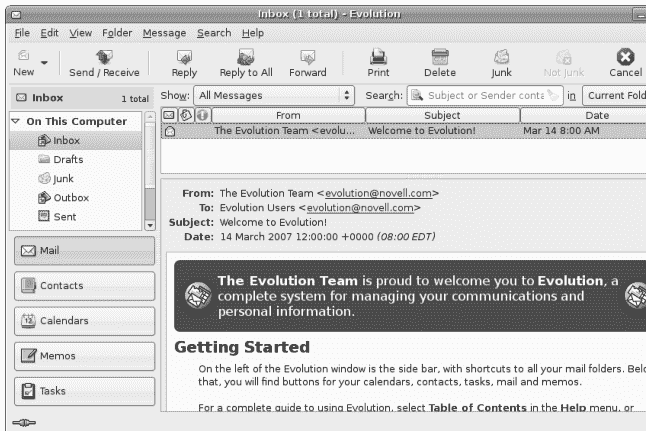 Inbox (1 total) - Evolution
File Edit View Folder Message Search Help
New Send / Receive Reply Reply to All Forward Print Delete Junk Not Junk Cancel
Inbox 1 total
Show: All Messages Search: Subject or Sender conta in Current Fold
On This Computer
Inbox
Drafts
Junk
Outbox
Sent
Mail
Contacts
Calendars
12
Memos
Tasks
From Subject Date
The Evolution Team <evolu... Welcome to Evolution! Mar 14 8:00 AM
From: The Evolution Team <evolution@novell.com>
To: Evolution Users <evolution@novell.com>
Subject: Welcome to Evolution!
Date: 14 March 2007 12:00:00 +0000 (08:00 EDT)
The Evolution Team is proud to welcome you to Evolution, a
complete system for managing your communications and
personal information.
Getting Started
On the left of the Evolution window is the side bar, with shortcuts to all your mail folders. Belo
that, you will find buttons for your calendars, contacts, tasks, mail and memos.
For a complete guide to using Evolution, select Table of Contents in the Help menu, or